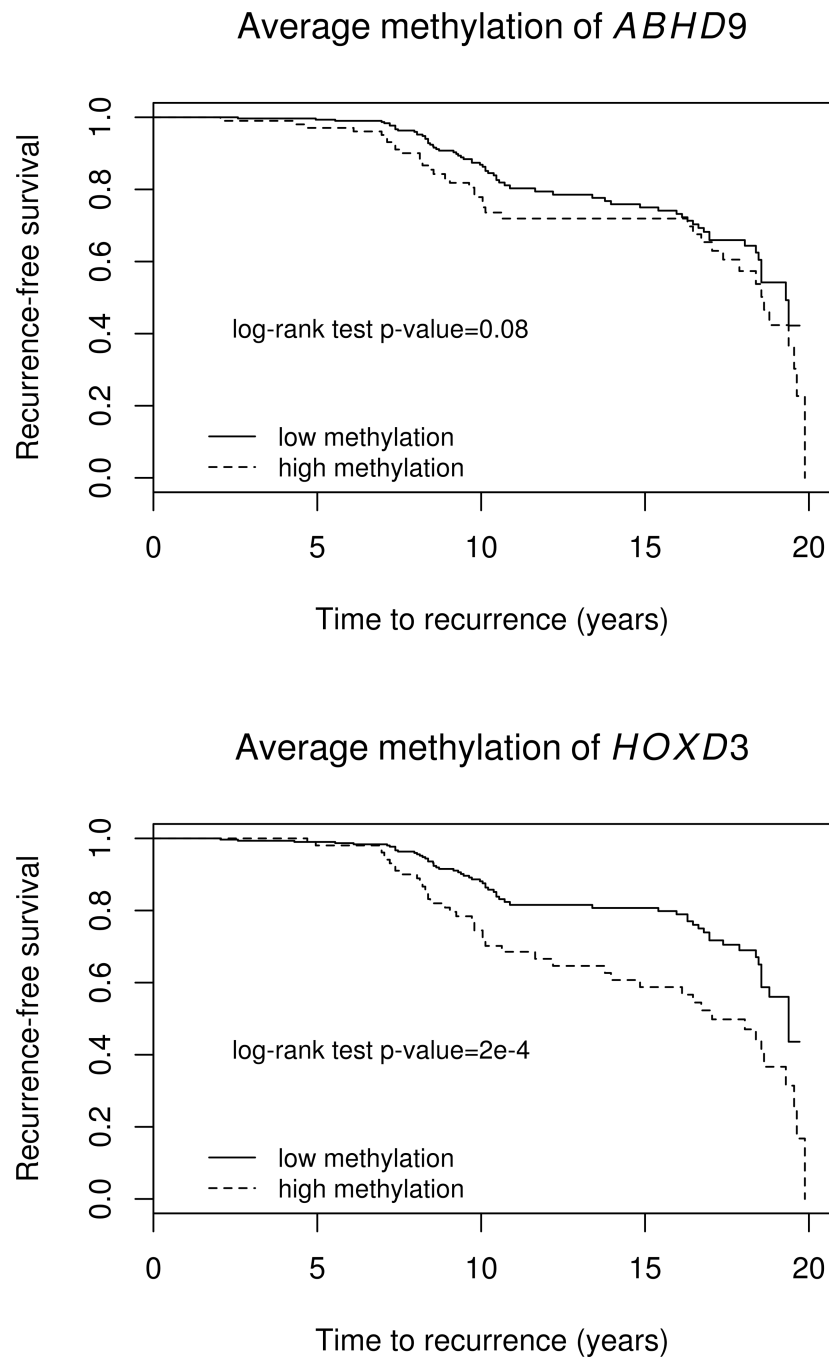 Average methylation of ABHD9
Recurrence-free survival
1.0
0.8
0.6
0.4
0.2
0.0
log-rank test p-value=0.08
low methylation
high methylation
0 5 10 15 20
Time to recurrence (years)
Average methylation of HOXD3
Recurrence-free survival
1.0
0.8
0.6
0.4
0.2
0.0
log-rank test p-value=2e-4
low methylation
high methylation
0 5 10 15 20
Time to recurrence (years)